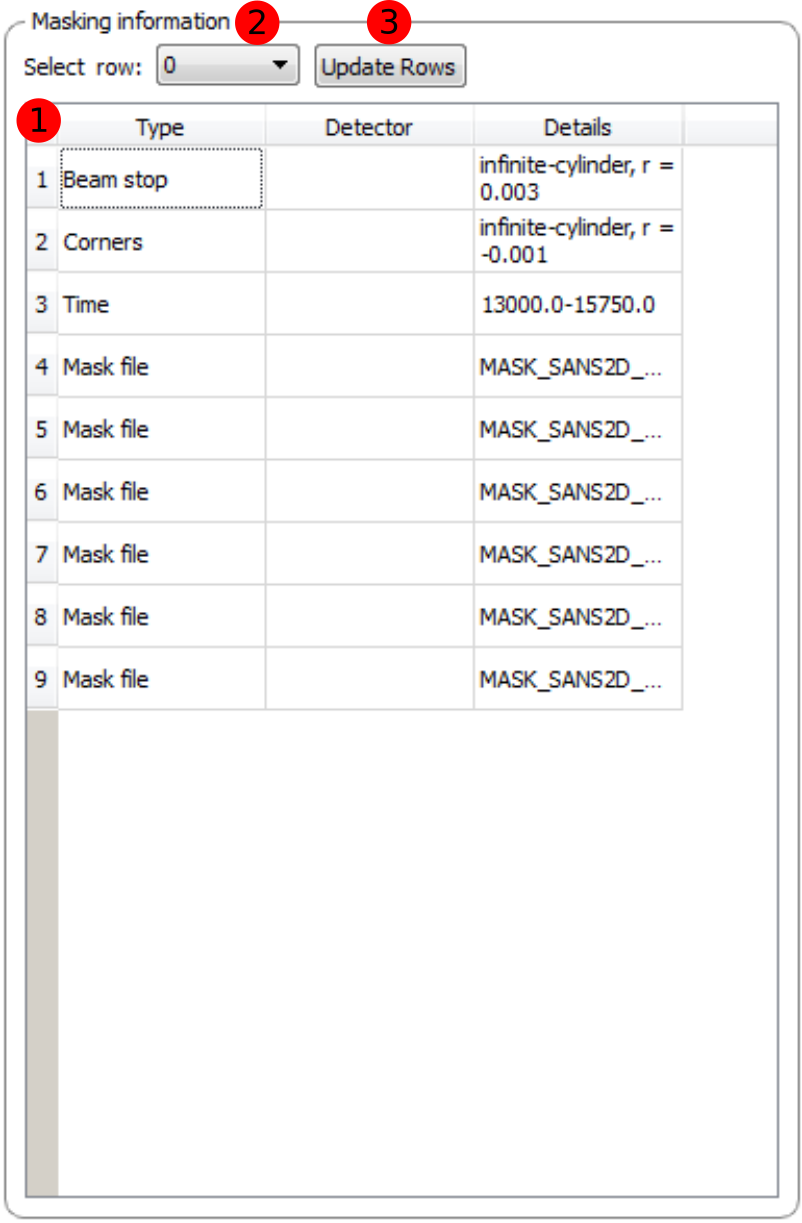 Masking information 2 3
Select row: 0 Update Rows
1 Type Detector Details
1 Beam stop infinite-cylinder, r =
0.003
2 Corners infinite-cylinder, r =
-0.001
3 Time 13000.0-15750.0
4 Mask file MASK_SANS2D_...
5 Mask file MASK_SANS2D_...
6 Mask file MASK_SANS2D_...
7 Mask file MASK_SANS2D_...
8 Mask file MASK_SANS2D_...
9 Mask file MASK_SANS2D_...